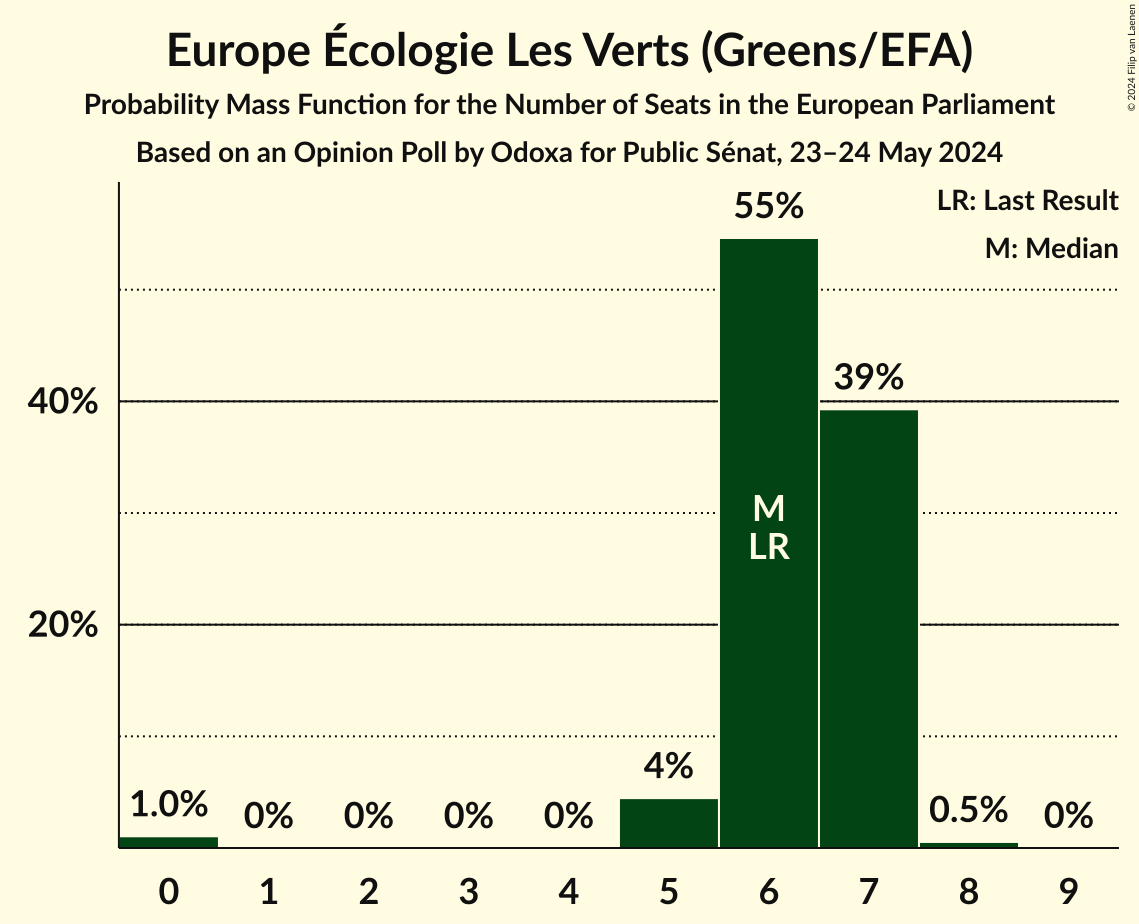 Europe Écologie Les Verts (Greens/EFA)
Probability Mass Function for the Number of Seats in the European Parliament
Based on an Opinion Poll by Odoxa for Public Sénat, 23–24 May 2024
© 2024 Filip van Laenen
LR: Last Result
M: Median
55%
39%
40%
M
LR
20%
4%
1.0%
0%
0%
0%
0%
0.5%
0%
0
1
2
3
4
5
6
7
8
9